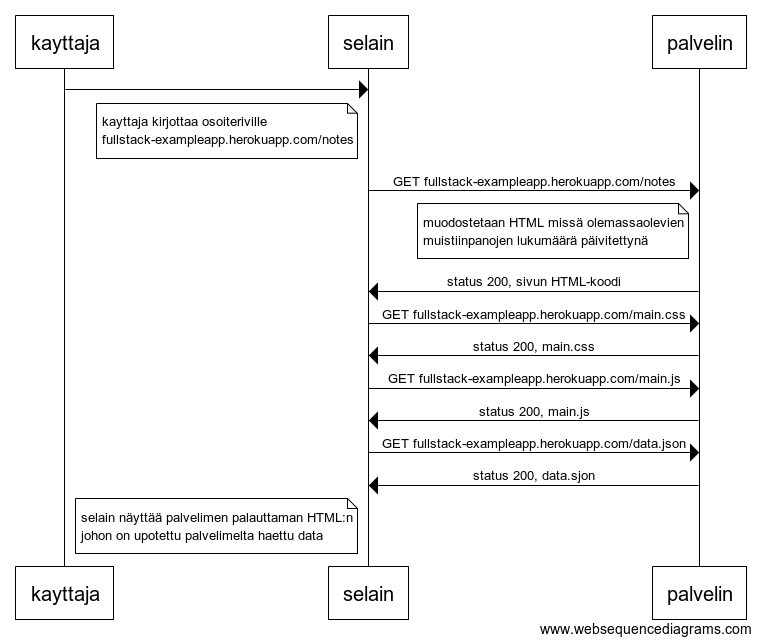 kayttaja
selain
palvelin
kayttaja kirjottaa osoiteriville
fullstack-exampleapp.herokuapp.com/notes
GET fullstack-exampleapp.herokuapp.com/notes
muodostetaan HTML missä olemassaolevien
muistiinpanojen lukumäärä päivitettynä
status 200, sivun HTML-koodi
GET fullstack-exampleapp.herokuapp.com/main.css
status 200, main.css
GET fullstack-exampleapp.herokuapp.com/main.js
status 200, main.js
GET fullstack-exampleapp.herokuapp.com/data.json
status 200, data.sjon
selain näyttää palvelimen palauttaman HTML:n
johon on upotettu palvelimelta haettu data
kayttaja
selain
palvelin
www.websequencediagrams.com